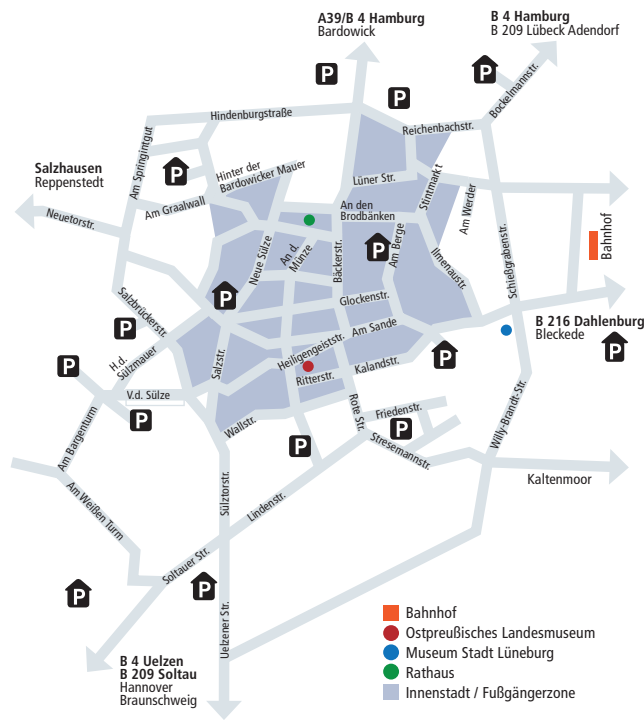 A39/B 4 Hamburg
Bardowick
B 4 Hamburg
B 209 Lübeck Adendorf
P
P
P
Bockelmannstr.
Hindenburgstraße
Reichenbachstr.
Am Springintgut
Salzhausen
Reppenstedt
P
Hinter der
Bardowicker Mauer
Lüner Str.
Stintmarkt
Am Werder
Am Graalwall
Neuetorstr.
An den
Brodbänken
Neue Sülze
An d.
Münze
Bäckerstr.
P
Am Berge
Ilmenaustr.
Schießgrabenstr.
Bahnhof
P
Salzbrückerstr.
Glockenstr.
Am Sande
P
H.d.
Sülzmauer
Salzstr.
Heiligengeiststr.
Kalandstr.
P
B 216 Dahlenburg
Bleckede
P
P
Ritterstr.
V.d. Sülze
P
Wallstr.
P
Rote Str.
Friedenstr.
P
Stresemannstr.
Willy-Brandt-Str.
Kaltenmoor
Am Bargenturm
Am Weißen Turm
Sülztorstr.
Lindenstr.
Soltauer Str.
P
P
Uelzener Str.
B 4 Uelzen
B 209 Soltau
Hannover
Braunschweig
Bahnhof
Ostpreußisches Landesmuseum
Museum Stadt Lüneburg
Rathaus
Innenstadt / Fußgängerzone